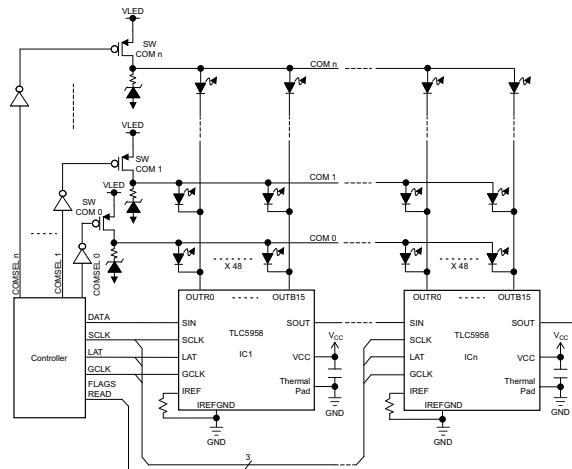 VLED
SW
COM n
COM n
VLED
SW
COM 1
COM 1
VLED
SW
COM 0
COM 0
X 48
X 48
COMSEL n
COMSEL 1
COMSEL 0
OUTR0
OUTB15
OUTR0
OUTB15
Controller
DATA
SCLK
LAT
GCLK
FLAGS
READ
SIN
SCLK
LAT
GCLK
IREF
TLC5958
IC1
SOUT
VCC
Thermal
Pad
IREFGND
VCC
GND
GND
SIN
SCLK
LAT
GCLK
IREF
TLC5958
ICn
SOUT
VCC
Thermal
Pad
IREFGND
VCC
GND
GND
3